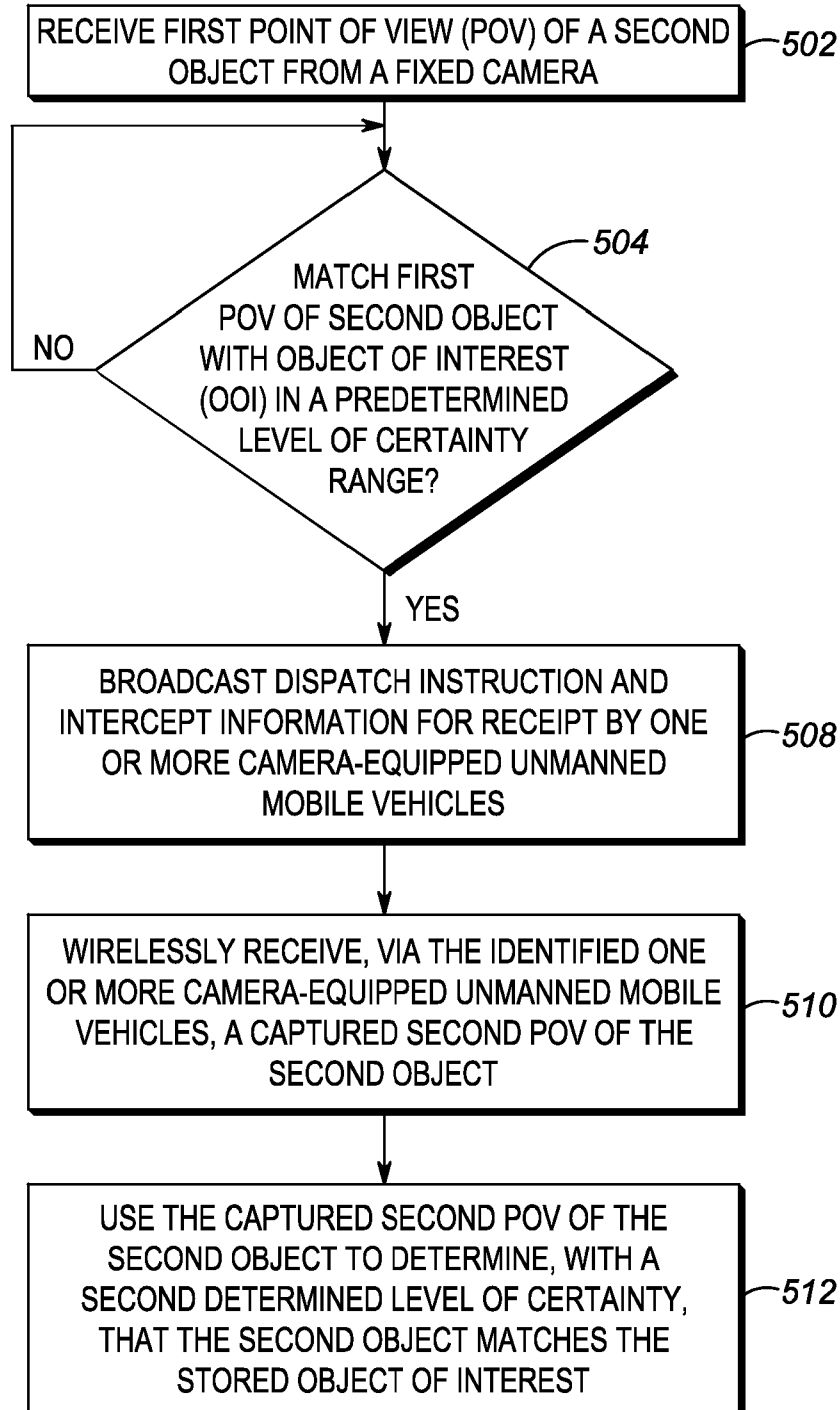 RECEIVE FIRST POINT OF VIEW (POV) OF A SECOND
OBJECT FROM A FIXED CAMERA
502
504
MATCH FIRST
POV OF SECOND OBJECT
WITH OBJECT OF INTEREST
(OOI) IN A PREDETERMINED
LEVEL OF CERTAINTY
RANGE?
NO
YES
BROADCAST DISPATCH INSTRUCTION AND
INTERCEPT INFORMATION FOR RECEIPT BY ONE
OR MORE CAMERA-EQUIPPED UNMANNED
MOBILE VEHICLES
508
WIRELESSLY RECEIVE, VIA THE IDENTIFIED ONE
OR MORE CAMERA-EQUIPPED UNMANNED MOBILE
VEHICLES, A CAPTURED SECOND POV OF THE
SECOND OBJECT
510
USE THE CAPTURED SECOND POV OF THE
SECOND OBJECT TO DETERMINE, WITH A
SECOND DETERMINED LEVEL OF CERTAINTY,
THAT THE SECOND OBJECT MATCHES THE
STORED OBJECT OF INTEREST
512